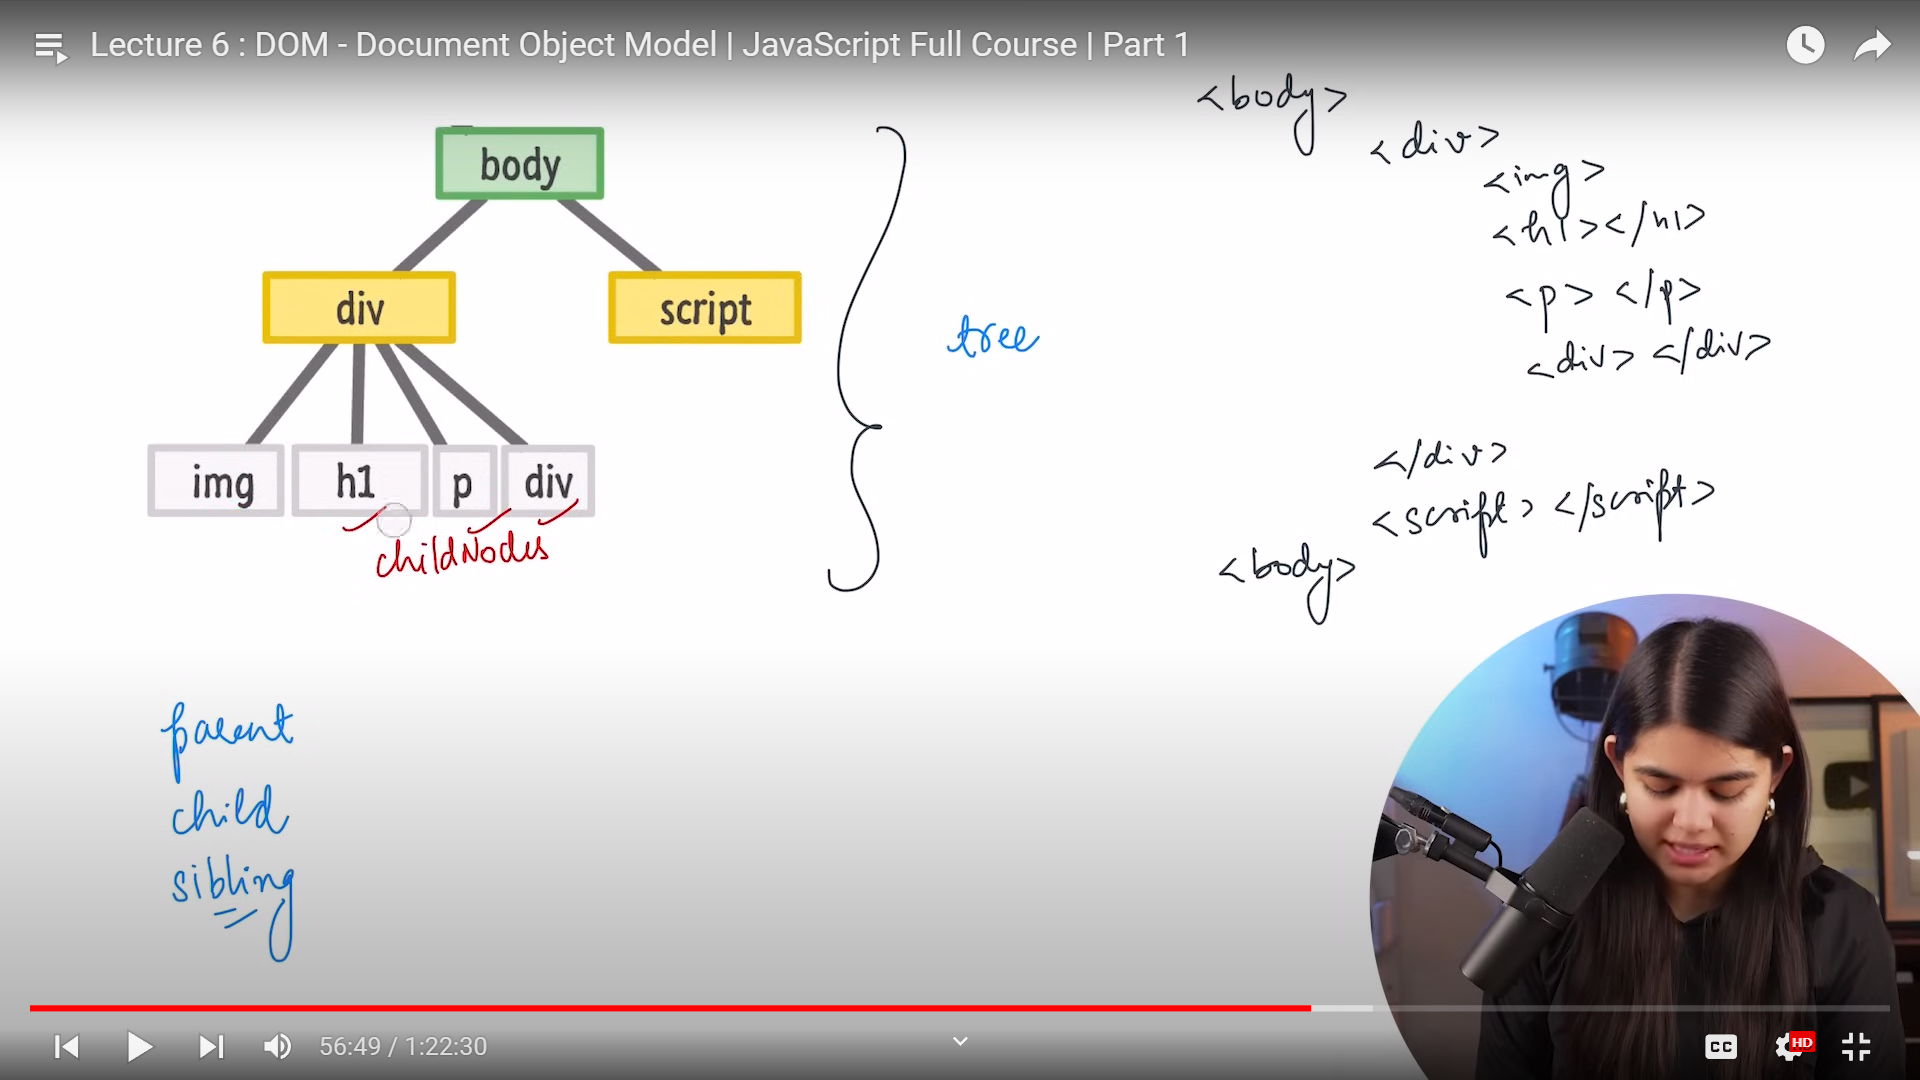 Lecture 6 : DOM - Document Object Model | JavaScript Full Course | Part 1
body
div
script
img
h1
p
div
childNodes
tree
<body>
<div>
<img>
<h1></h1>
<p> </p>
<div> </div>
</div>
<script> </script>
<body>
parent
child
sibling
56:49 / 1:22:30
CC
HD